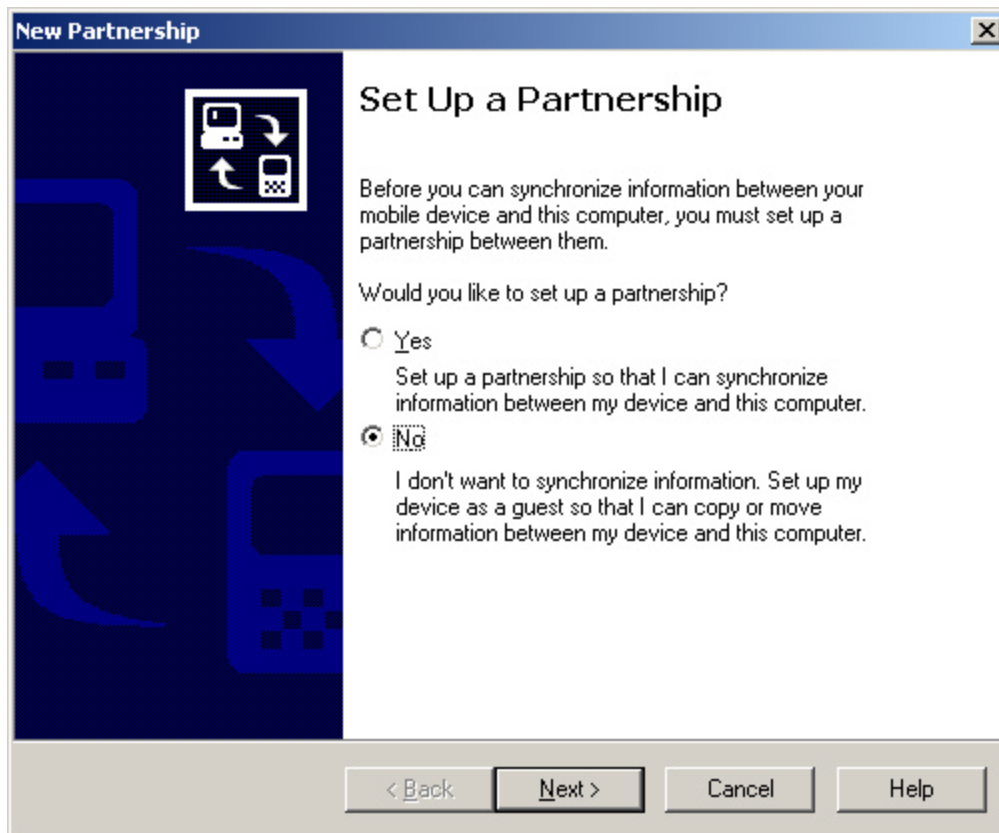 New Partnership
Set Up a Partnership
Before you can synchronize information between your
mobile device and this computer, you must set up a
partnership between them.
Would you like to set up a partnership?
Yes
Set up a partnership so that I can synchronize
information between my device and this computer.
No
I don't want to synchronize information. Set up my
device as a guest so that I can copy or move
information between my device and this computer.
< Back
Next >
Cancel
Help